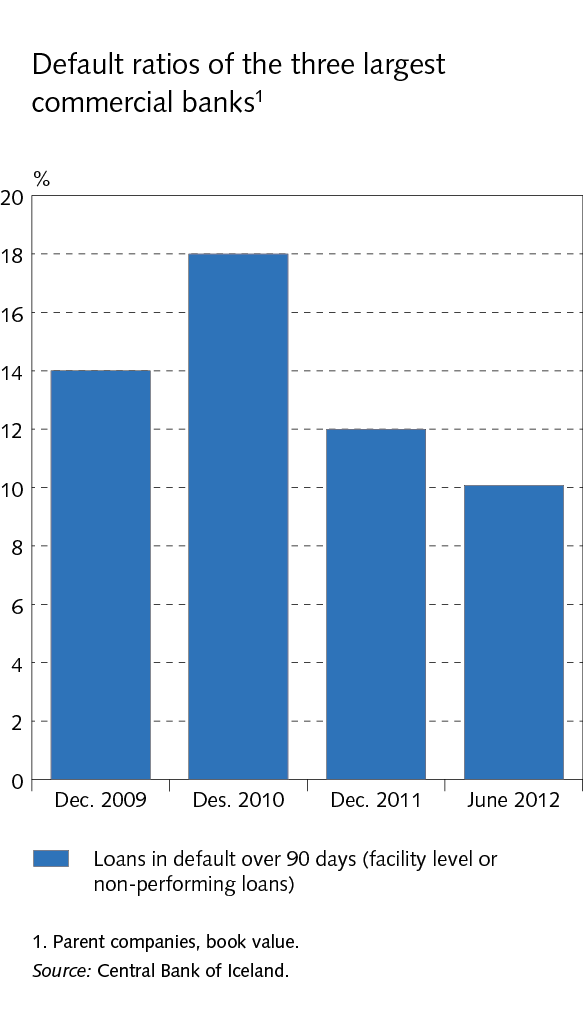 Default ratios of the three largest
commercial banks¹
%
20
18
16
14
12
10
8
6
4
2
0
Dec. 2009 Des. 2010 Dec. 2011 June 2012
Loans in default over 90 days (facility level or
non-performing loans)
1. Parent companies, book value.
Source: Central Bank of Iceland.